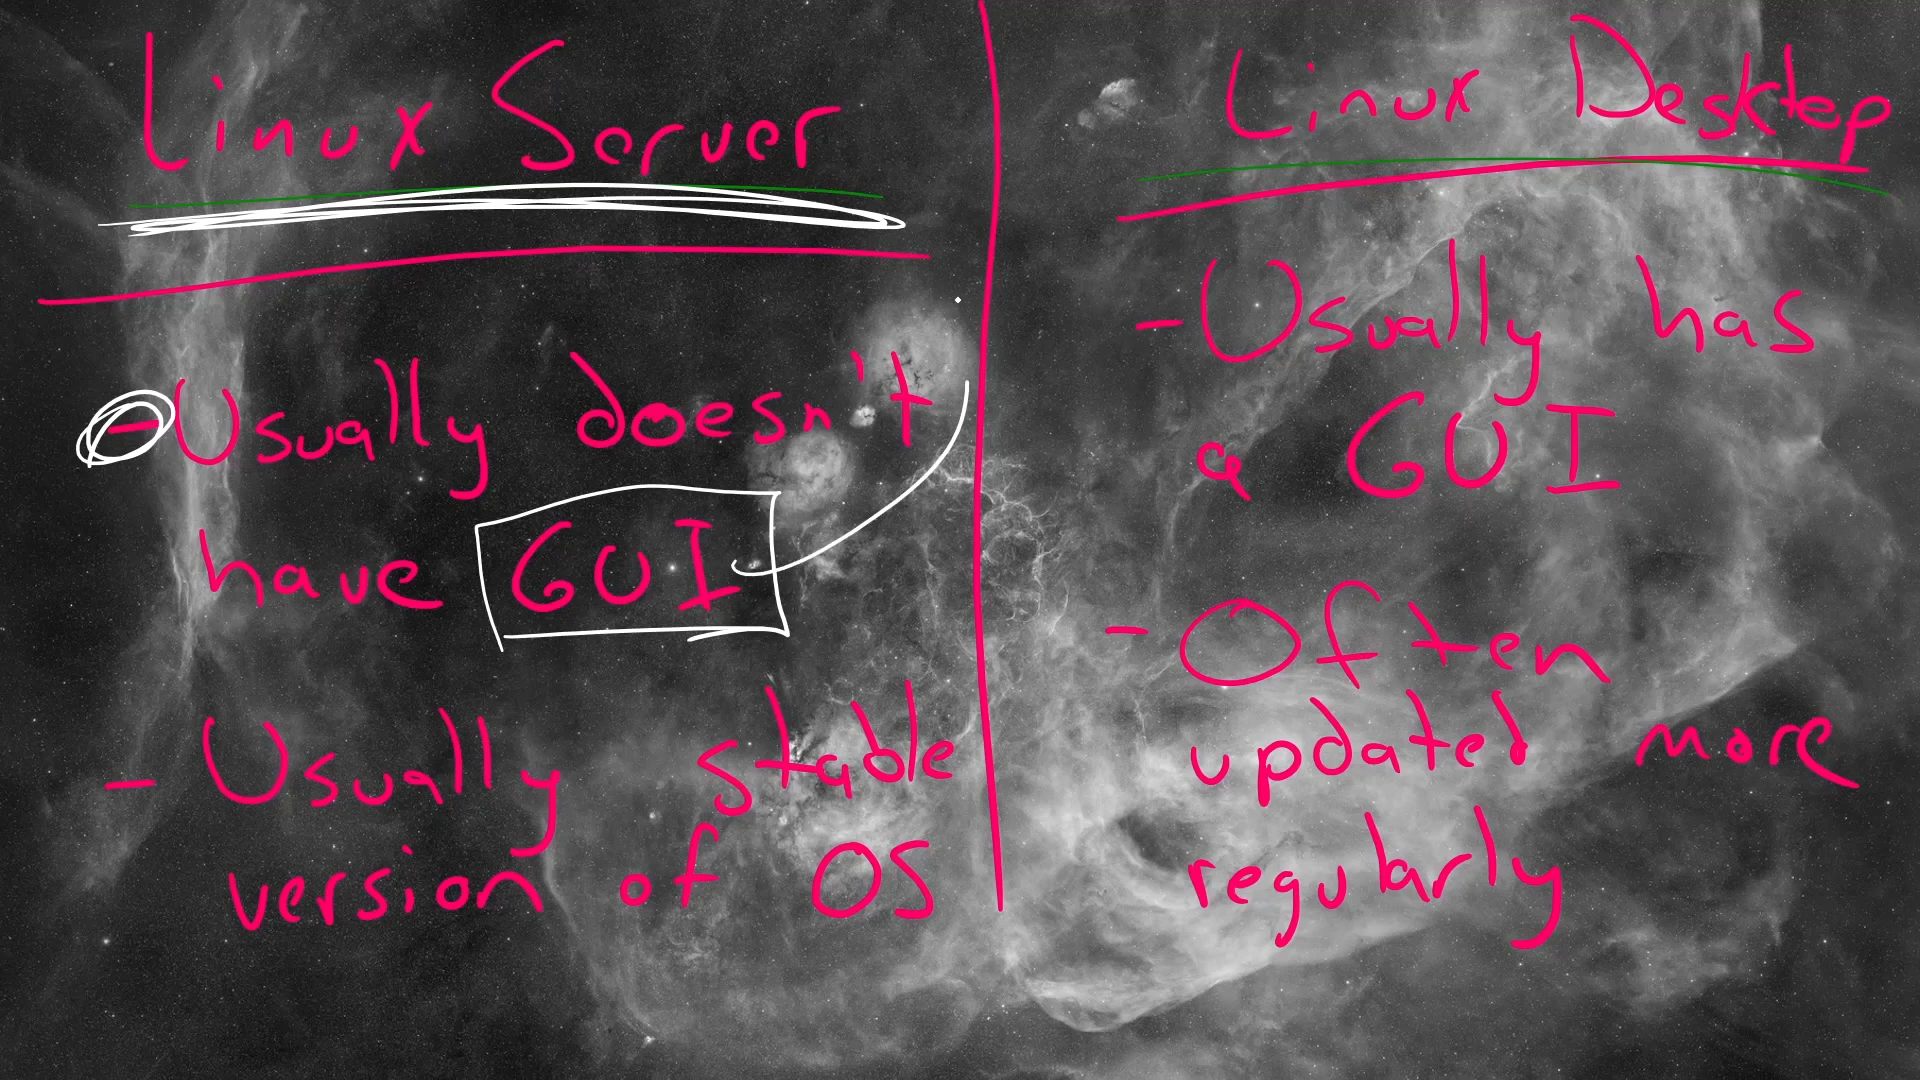 Linux Server
- Usually doesn't
have GUI
- Usually stable
version of OS
Linux Desktop
- Usually has
a GUI
- Often
updated more
regularly